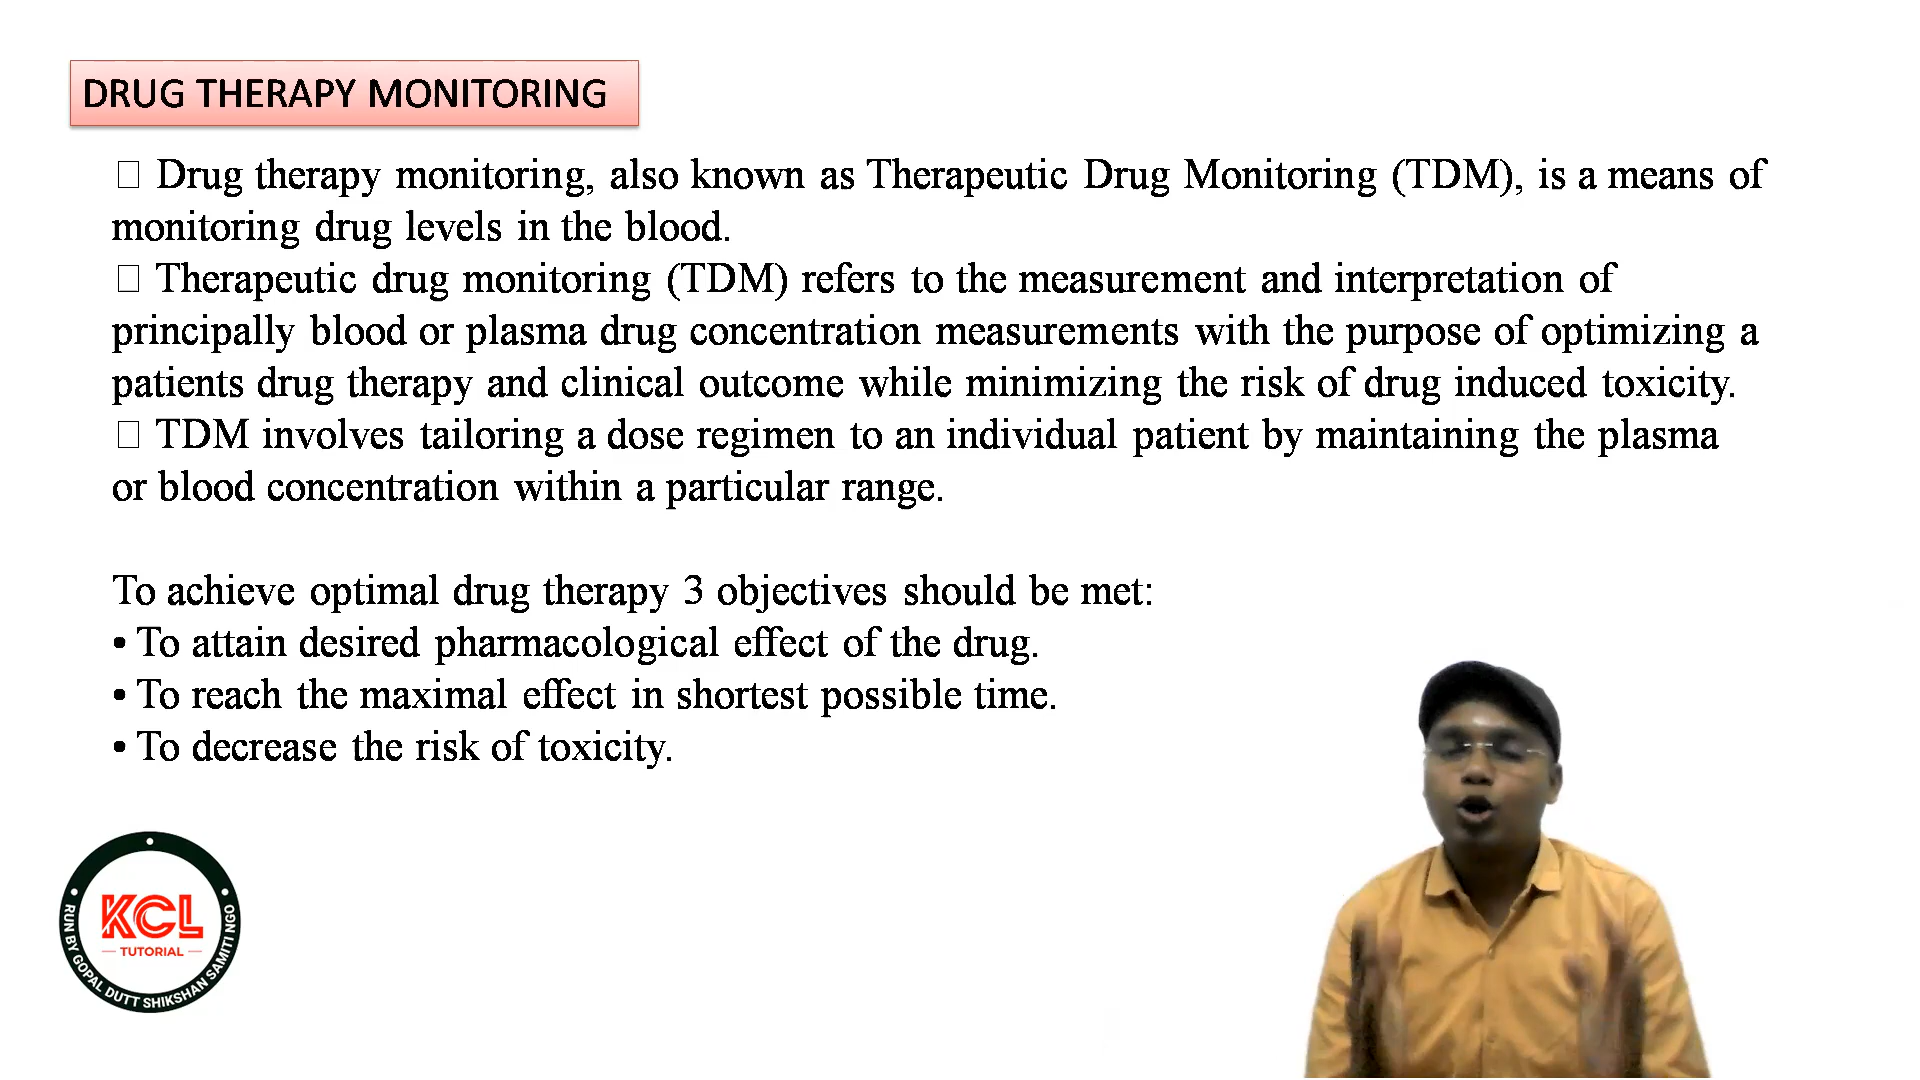 DRUG THERAPY MONITORING
□ Drug therapy monitoring, also known as Therapeutic Drug Monitoring (TDM), is a means of
monitoring drug levels in the blood.
□ Therapeutic drug monitoring (TDM) refers to the measurement and interpretation of
principally blood or plasma drug concentration measurements with the purpose of optimizing a
patients drug therapy and clinical outcome while minimizing the risk of drug induced toxicity.
□ TDM involves tailoring a dose regimen to an individual patient by maintaining the plasma
or blood concentration within a particular range.
To achieve optimal drug therapy 3 objectives should be met:
• To attain desired pharmacological effect of the drug.
• To reach the maximal effect in shortest possible time.
• To decrease the risk of toxicity.
KCL
TUTORIAL
RUN BY GOPAL DUTT SHIKSHAN SAMITI NGO